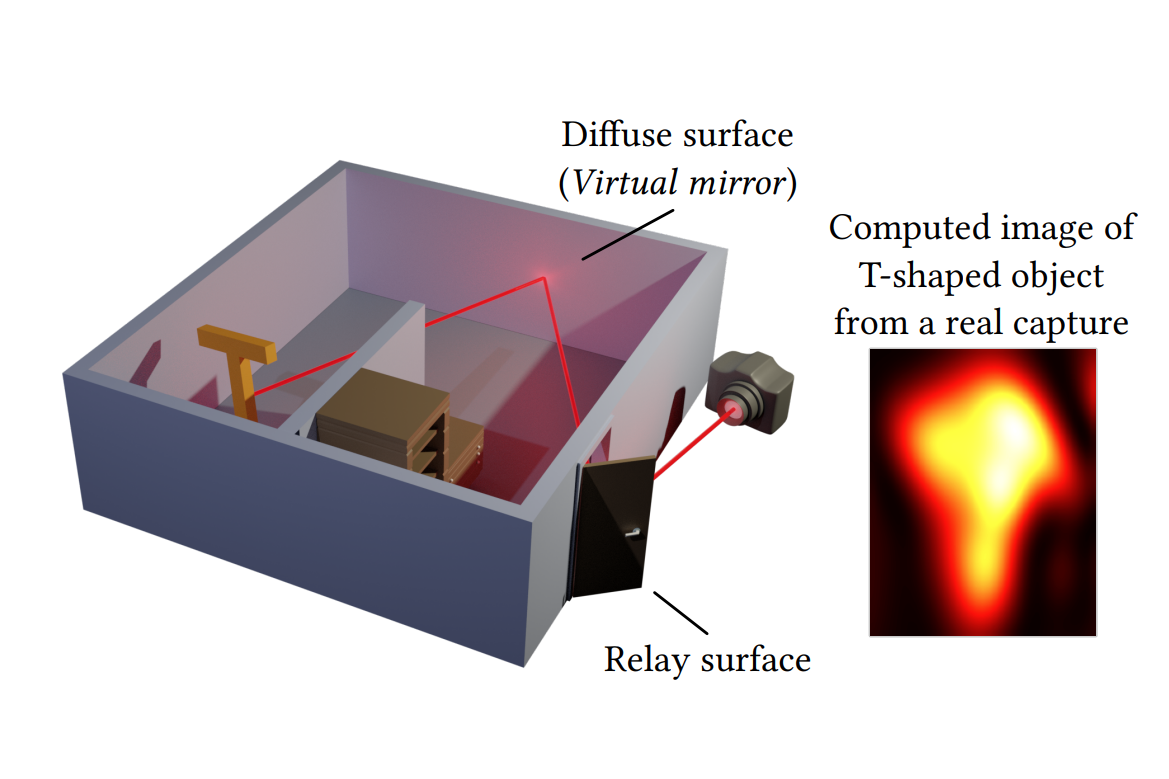 Diffuse surface
(Virtual mirror)
Computed image of
T-shaped object
from a real capture
Relay surface